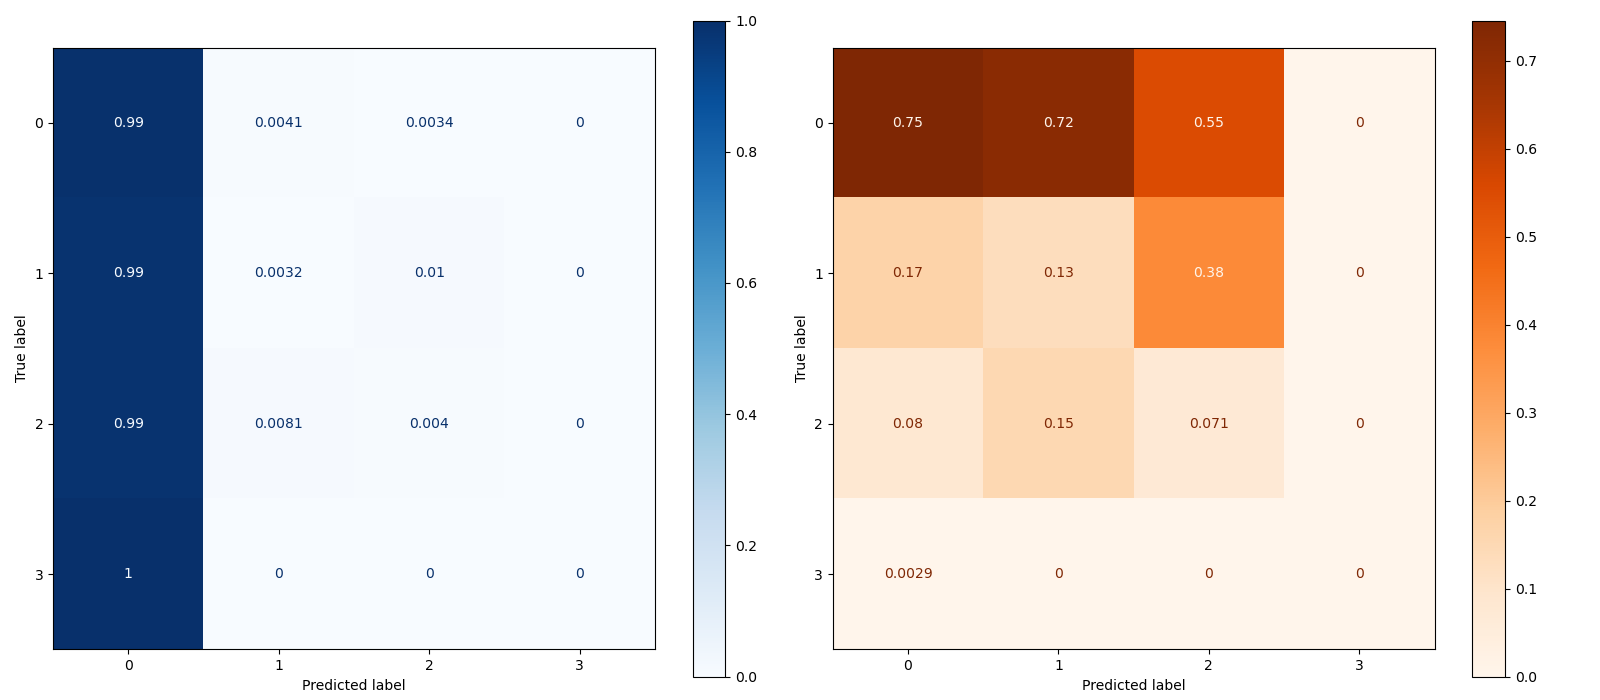 1.0
0.8
0.6
0.4
0.2
0.0
0 0.99 0.0041 0.0034 0
1 0.99 0.0032 0.01 0
2 0.99 0.0081 0.004 0
3 1 0 0 0
0 1 2 3
True label
Predicted label
0.7
0.6
0.5
0.4
0.3
0.2
0.1
0.0
0 0.75 0.72 0.55 0
1 0.17 0.13 0.38 0
2 0.08 0.15 0.071 0
3 0.0029 0 0 0
0 1 2 3
True label
Predicted label